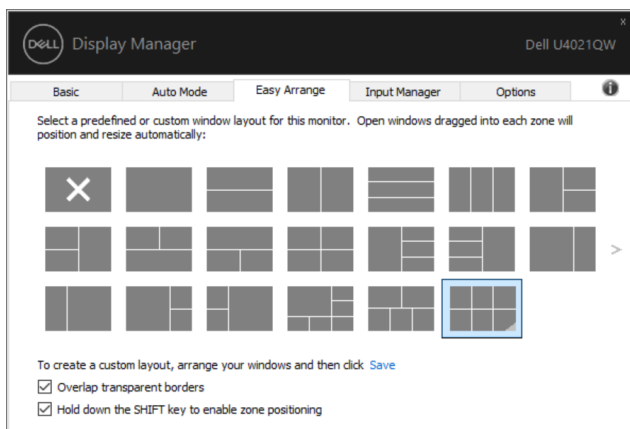 DELL Display Manager Dell U4021QW
x
Basic Auto Mode Easy Arrange Input Manager Options i
Select a predefined or custom window layout for this monitor. Open windows dragged into each zone will
position and resize automatically:
>
To create a custom layout, arrange your windows and then click Save
Overlap transparent borders
Hold down the SHIFT key to enable zone positioning